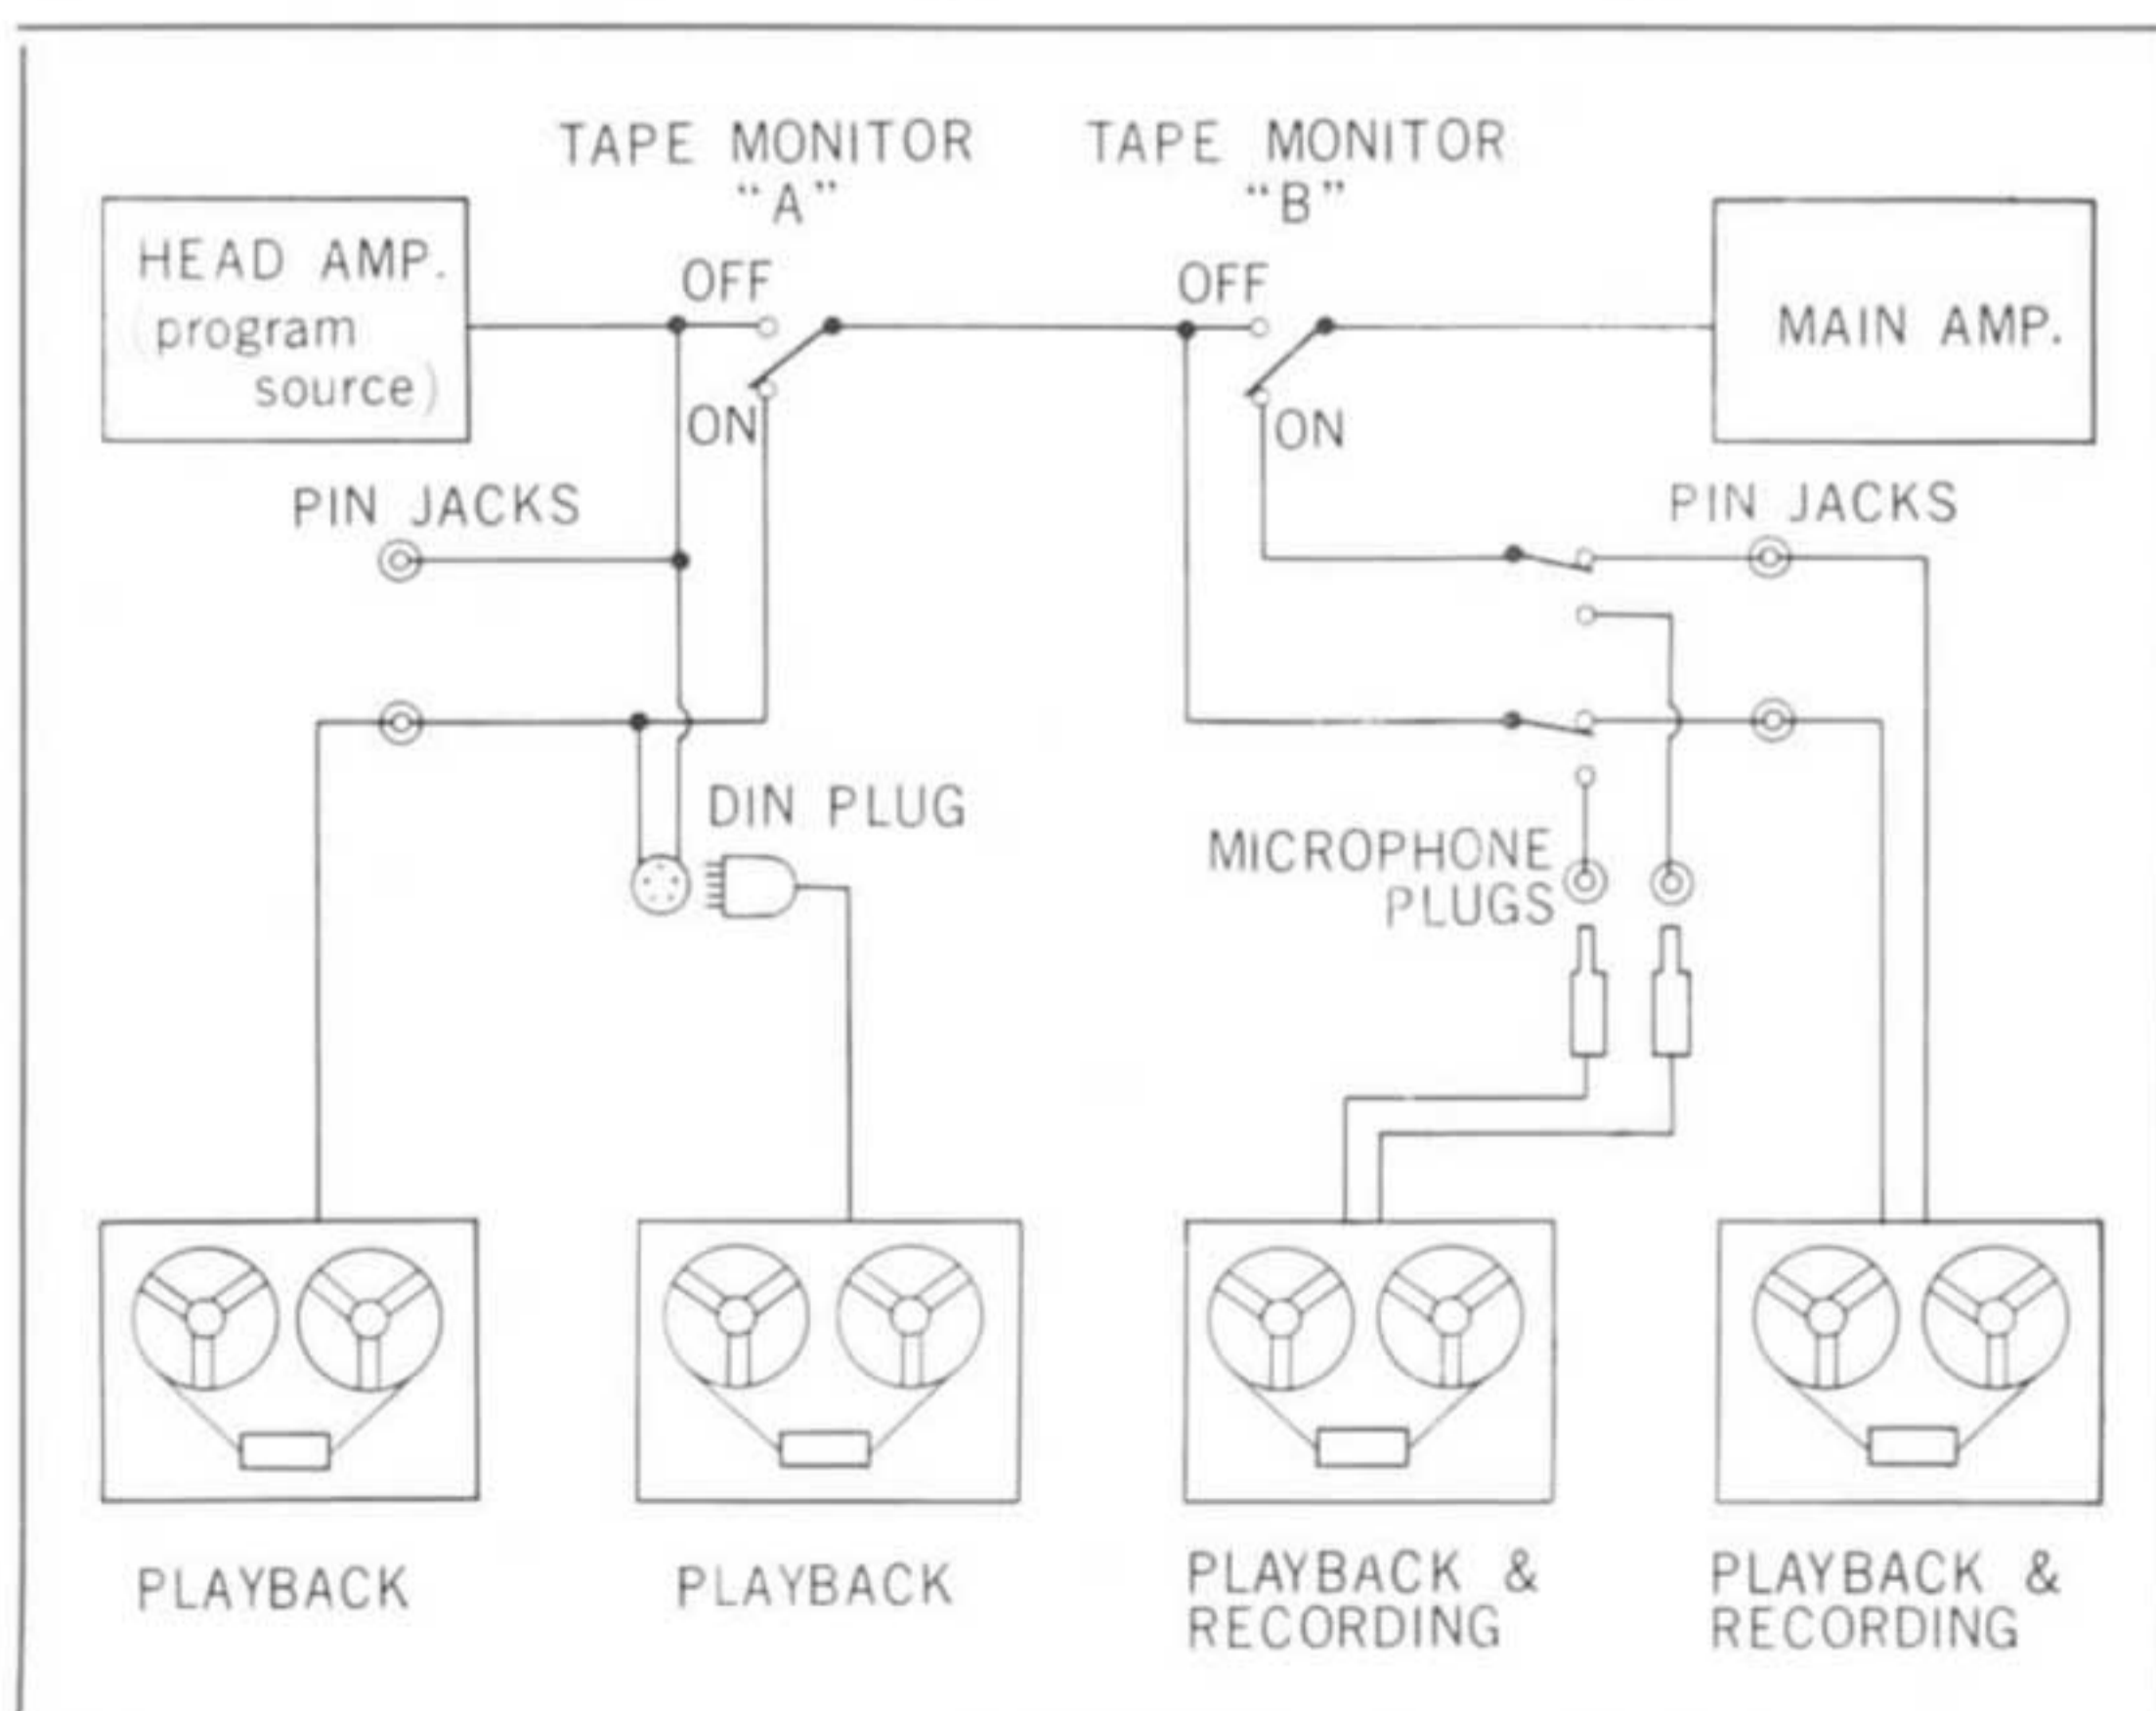 TAPE MONITOR
“A”
TAPE MONITOR
“B”
HEAD AMP.
(program
source)
OFF
ON
OFF
ON
MAIN AMP.
PIN JACKS
PIN JACKS
DIN PLUG
MICROPHONE
PLUGS
PLAYBACK
PLAYBACK
PLAYBACK &
RECORDING
PLAYBACK &
RECORDING